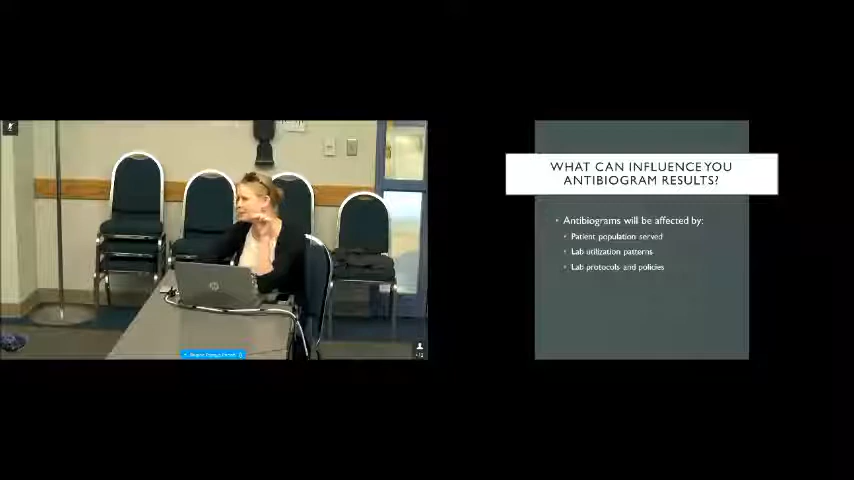 WHAT CAN INFLUENCE YOU
ANTIBIOGRAM RESULTS?
• Antibiograms will be affected by:
• Patient population served
• Lab utilization patterns
• Lab protocols and policies